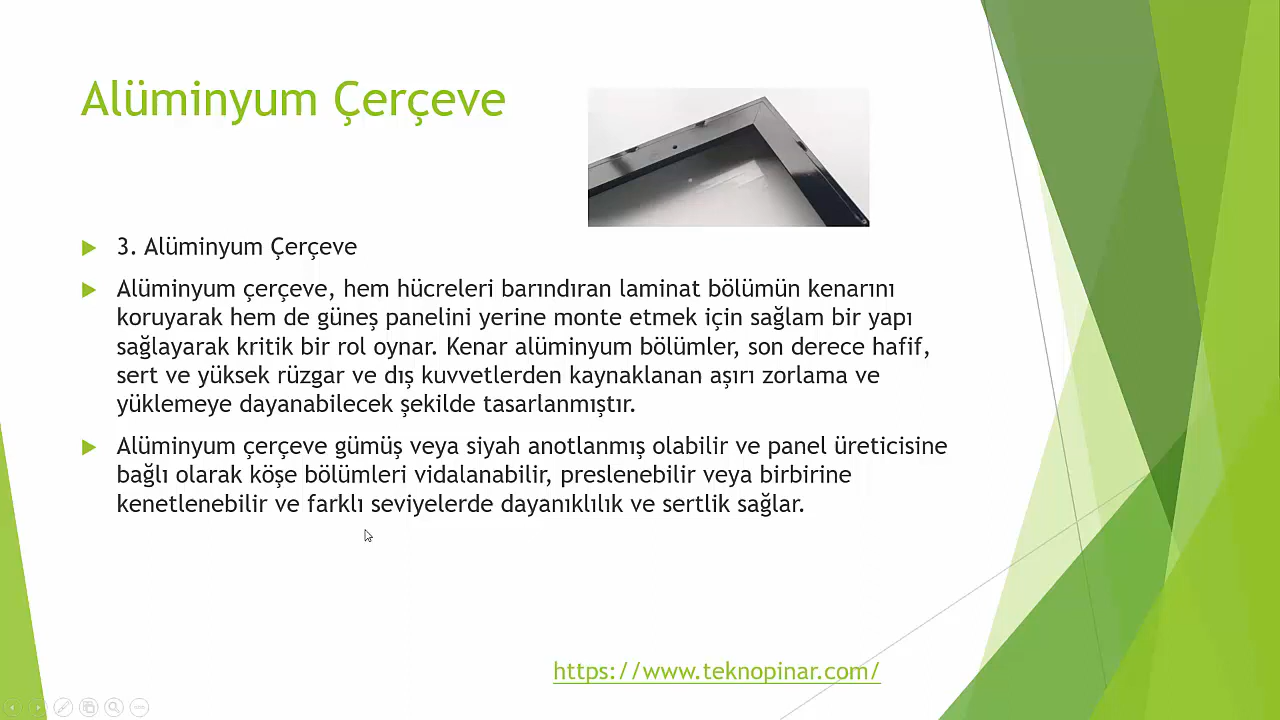 Alüminyum Çerçeve
3. Alüminyum Çerçeve
Alüminyum çerçeve, hem hücreleri barındıran laminat bölümün kenarını
koruyarak hem de güneş panelini yerine monte etmek için sağlam bir yapı
sağlayarak kritik bir rol oynar. Kenar alüminyum bölümler, son derece hafif,
sert ve yüksek rüzgar ve dış kuvvetlerden kaynaklanan aşırı zorlama ve
yüklemeye dayanabilecek şekilde tasarlanmıştır.
Alüminyum çerçeve gümüş veya siyah anotlanmış olabilir ve panel üreticisine
bağlı olarak köşe bölümleri vidalanabilir, preslenebilir veya birbirine
kenetlenebilir ve farklı seviyelerde dayanıklılık ve sertlik sağlar.
https://www.teknopinar.com/